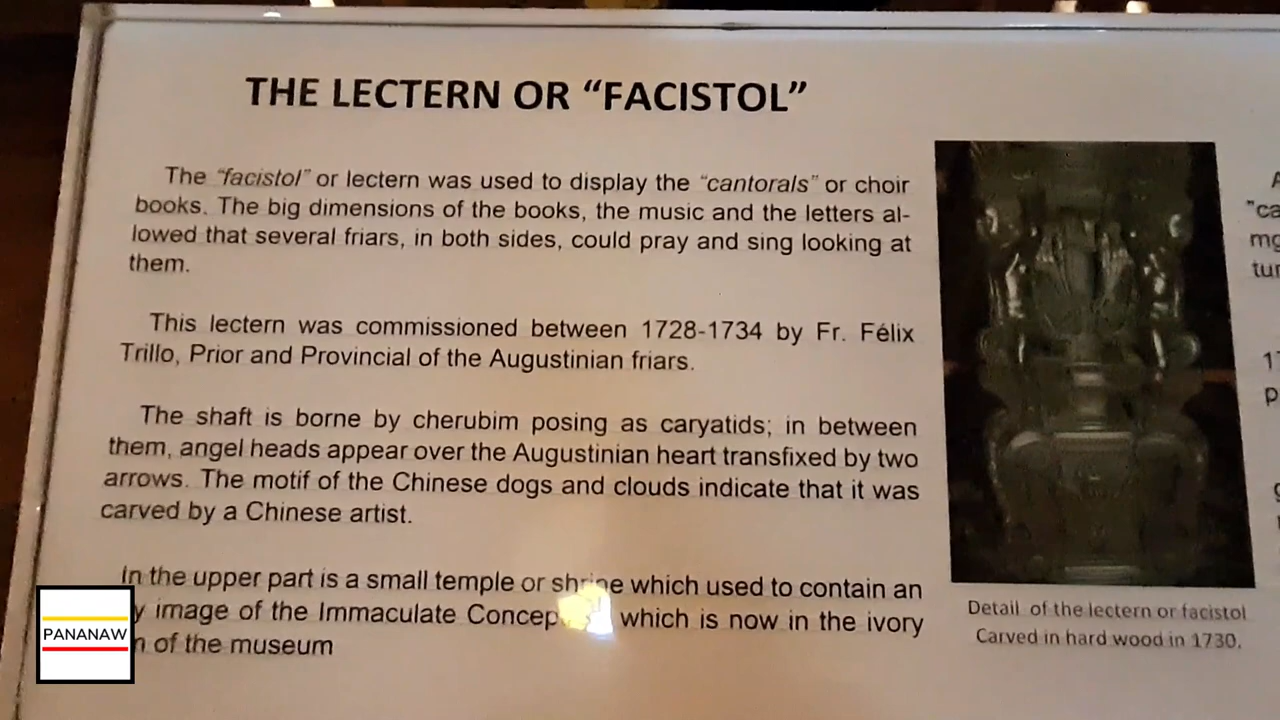 THE LECTERN OR “FACISTOL”
The “facistol” or lectern was used to display the “cantorals” or choir
books. The big dimensions of the books, the music and the letters al-
lowed that several friars, in both sides, could pray and sing looking at
them.
This lectern was commissioned between 1728-1734 by Fr. Félix
Trillo, Prior and Provincial of the Augustinian friars.
The shaft is borne by cherubim posing as caryatids; in between
them, angel heads appear over the Augustinian heart transfixed by two
arrows. The motif of the Chinese dogs and clouds indicate that it was
carved by a Chinese artist.
In the upper part is a small temple or shrine which used to contain an
image of the Immaculate which is now in the ivory
of the museum
Detail of the lectern or facistol
Carved in hard wood in 1730.
PANANAW